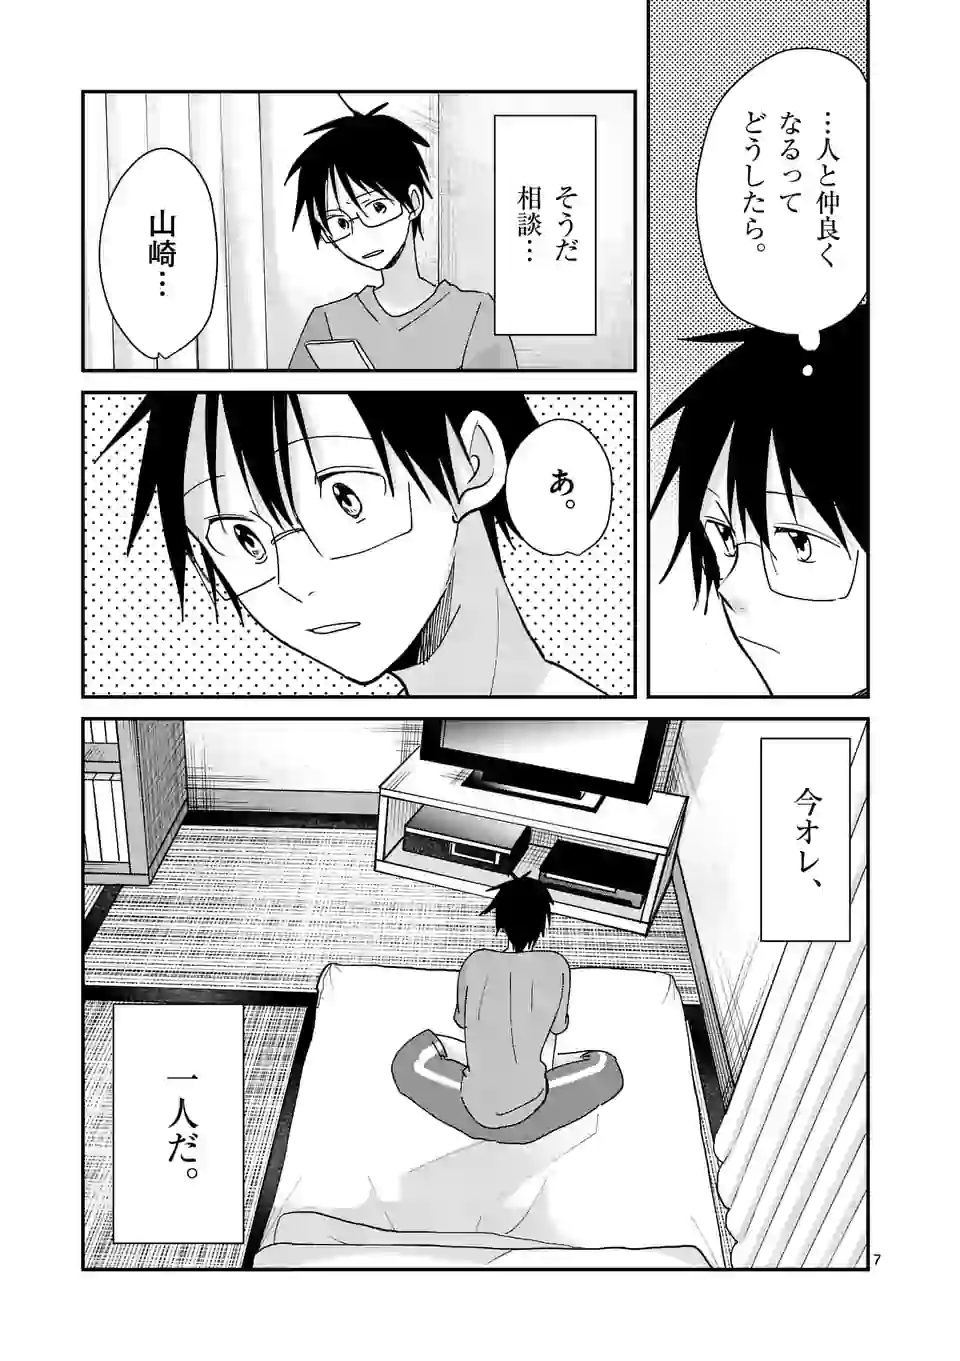 …人と仲良く
なるって
どうしたら。
そうだ
相談…
山崎…
あ。
今オレ、
一人だ。
7